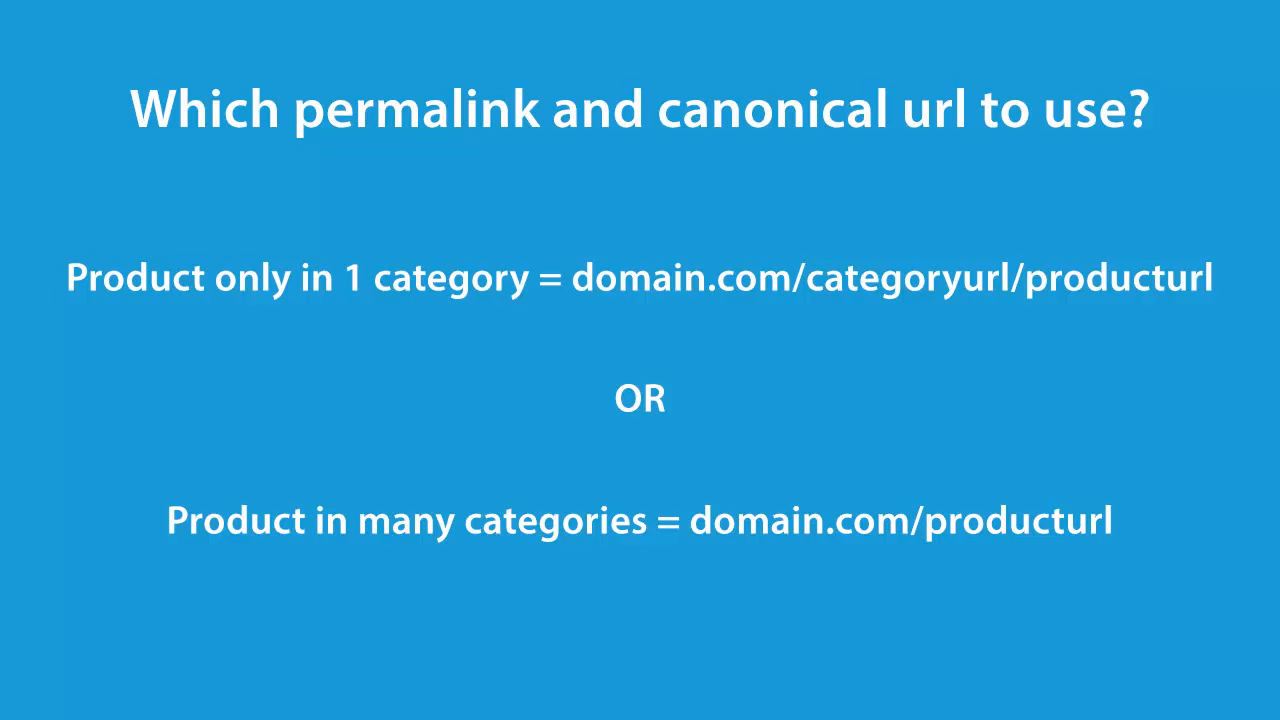 Which permalink and canonical url to use?
Product only in 1 category = domain.com/categoryurl/producturl
OR
Product in many categories = domain.com/producturl